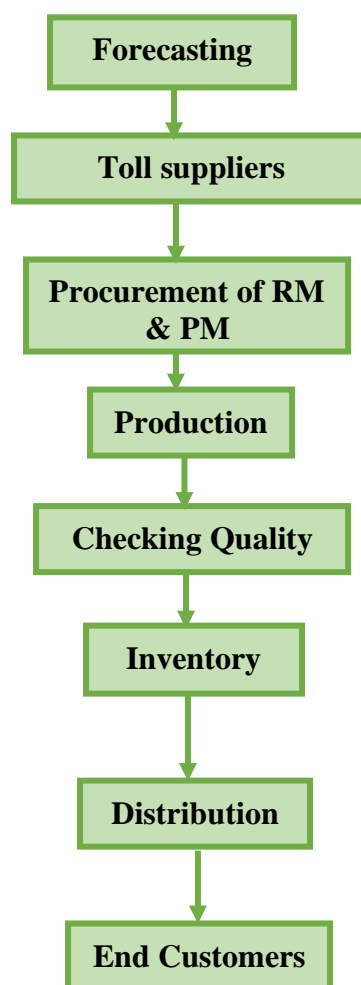 Forecasting
Toll suppliers
Procurement of RM
& PM
Production
Checking Quality
Inventory
Distribution
End Customers